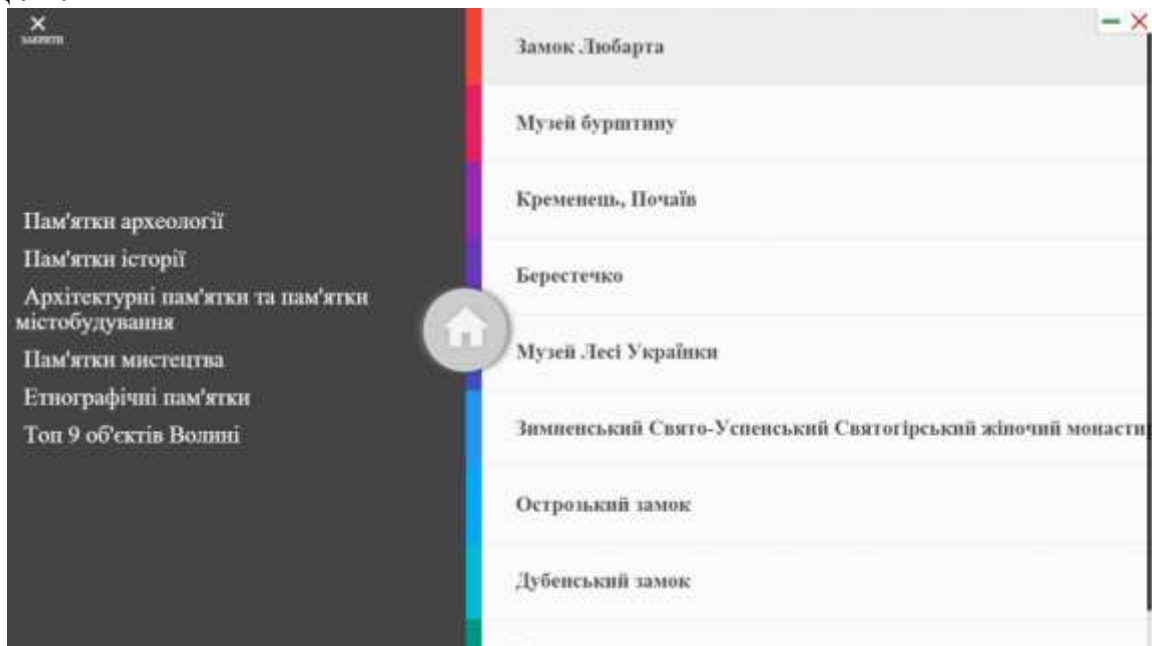 ЗАКРИТИ
Пам'ятки археології
Пам'ятки історії
Архітектурні пам'ятки та пам'ятки
містобудування
Пам'ятки мистецтва
Етнографічні пам'ятки
Топ 9 об'єктів Волині
Замок Любарта
Музей бурштину
Кременець, Почаїв
Берестечко
Музей Лесі Українки
Зимненський Свято-Успенський Святогірський жіночий
Острозький замок
Дубенський замок